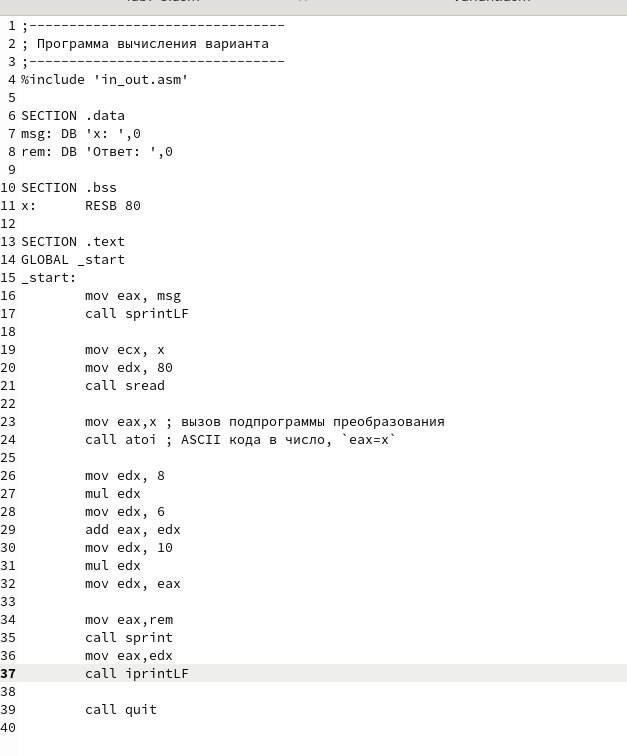 1 ;--------------------------------
2 ; Программа вычисления варианта
3 ;--------------------------------
4 %include 'in_out.asm'
5
6 SECTION .data
7 msg: DB 'x: ',0
8 rem: DB 'Ответ: ',0
9
10 SECTION .bss
11 x:      RESB 80
12
13 SECTION .text
14 GLOBAL _start
15 _start:
16         mov eax, msg
17         call sprintLF
18
19         mov ecx, x
20         mov edx, 80
21         call sread
22
23         mov eax,x ; вызов подпрограммы преобразования
24         call atoi ; ASCII кода в число, `eax=x`
25
26         mov edx, 8
27         mul edx
28         mov edx, 6
29         add eax, edx
30         mov edx, 10
31         mul edx
32         mov edx, eax
33
34         mov eax,rem
35         call sprint
36         mov eax,edx
37         call iprintLF
38
39         call quit
40